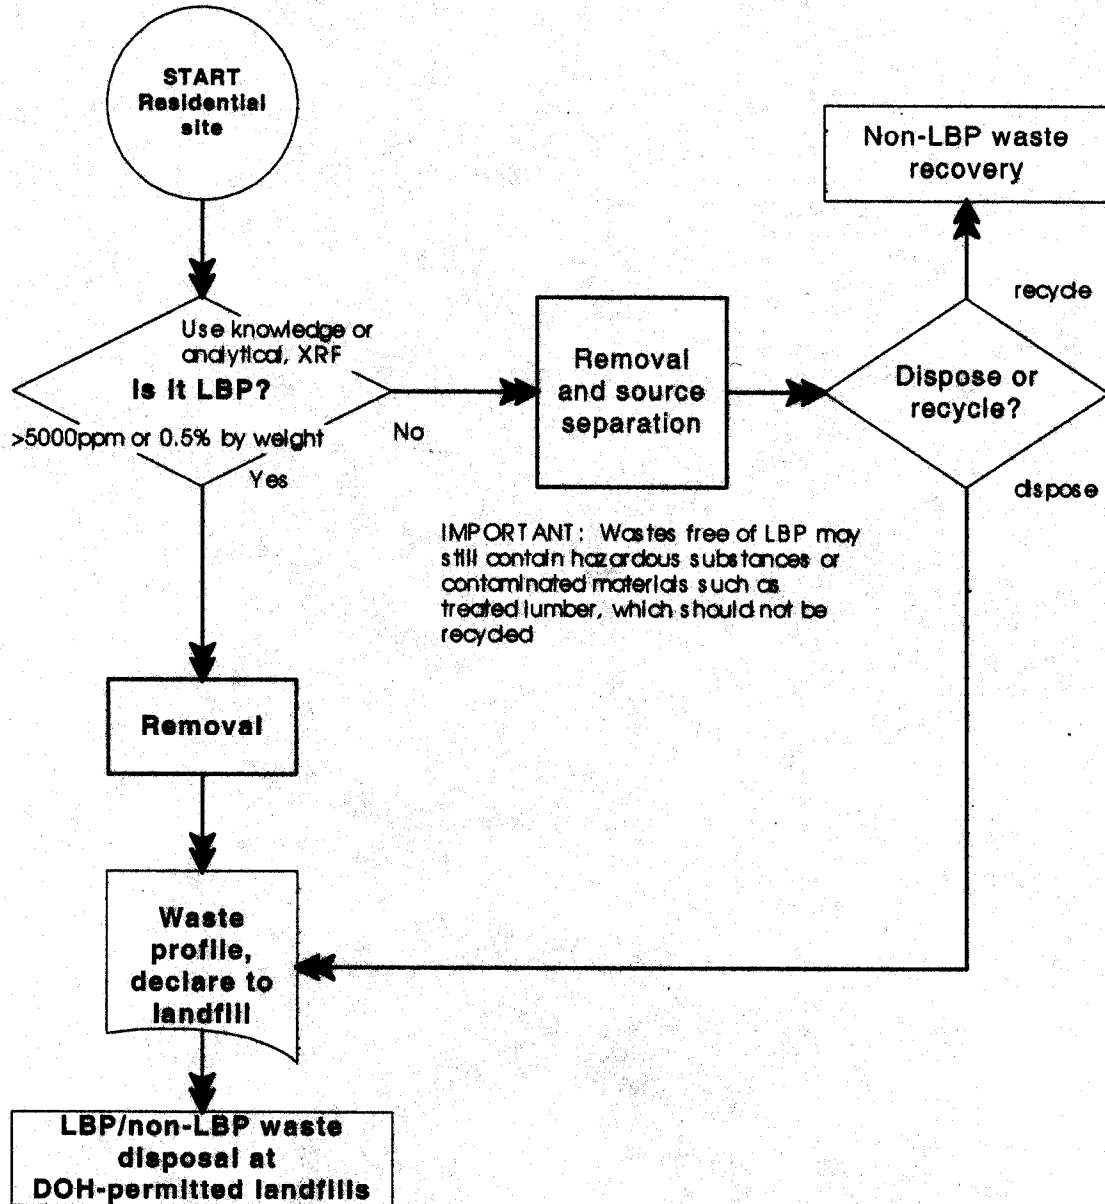 START
Residential
site
Non-LBP waste
recovery
recycle
Use knowledge or
analytical, XRF
Is it LBP?
>5000ppm or 0.5% by weight
Yes
No
Removal
and source
separation
Dispose or
recycle?
dispose
IMPORTANT: Wastes free of LBP may
still contain hazardous substances or
contaminated materials such as
treated lumber, which should not be
recycled
Removal
Waste
profile,
declare to
landfill
LBP/non-LBP waste
disposal at
DOH-permitted landfills